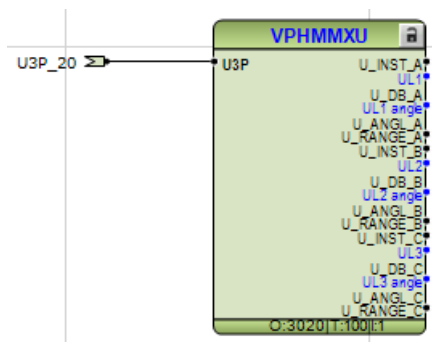 VPHMMXU
U3P_20
U3P
U_INST_A
UL1
U_DB_A
UL1 angle
U_ANGL_A
U_RANGE_A
U_INST_B
UL2
U_DB_B
UL2 angle
U_ANGL_B
U_RANGE_B
U_INST_C
UL3
U_DB_C
UL3 angle
U_ANGL_C
U_RANGE_C
O:3020|T:100|I:1